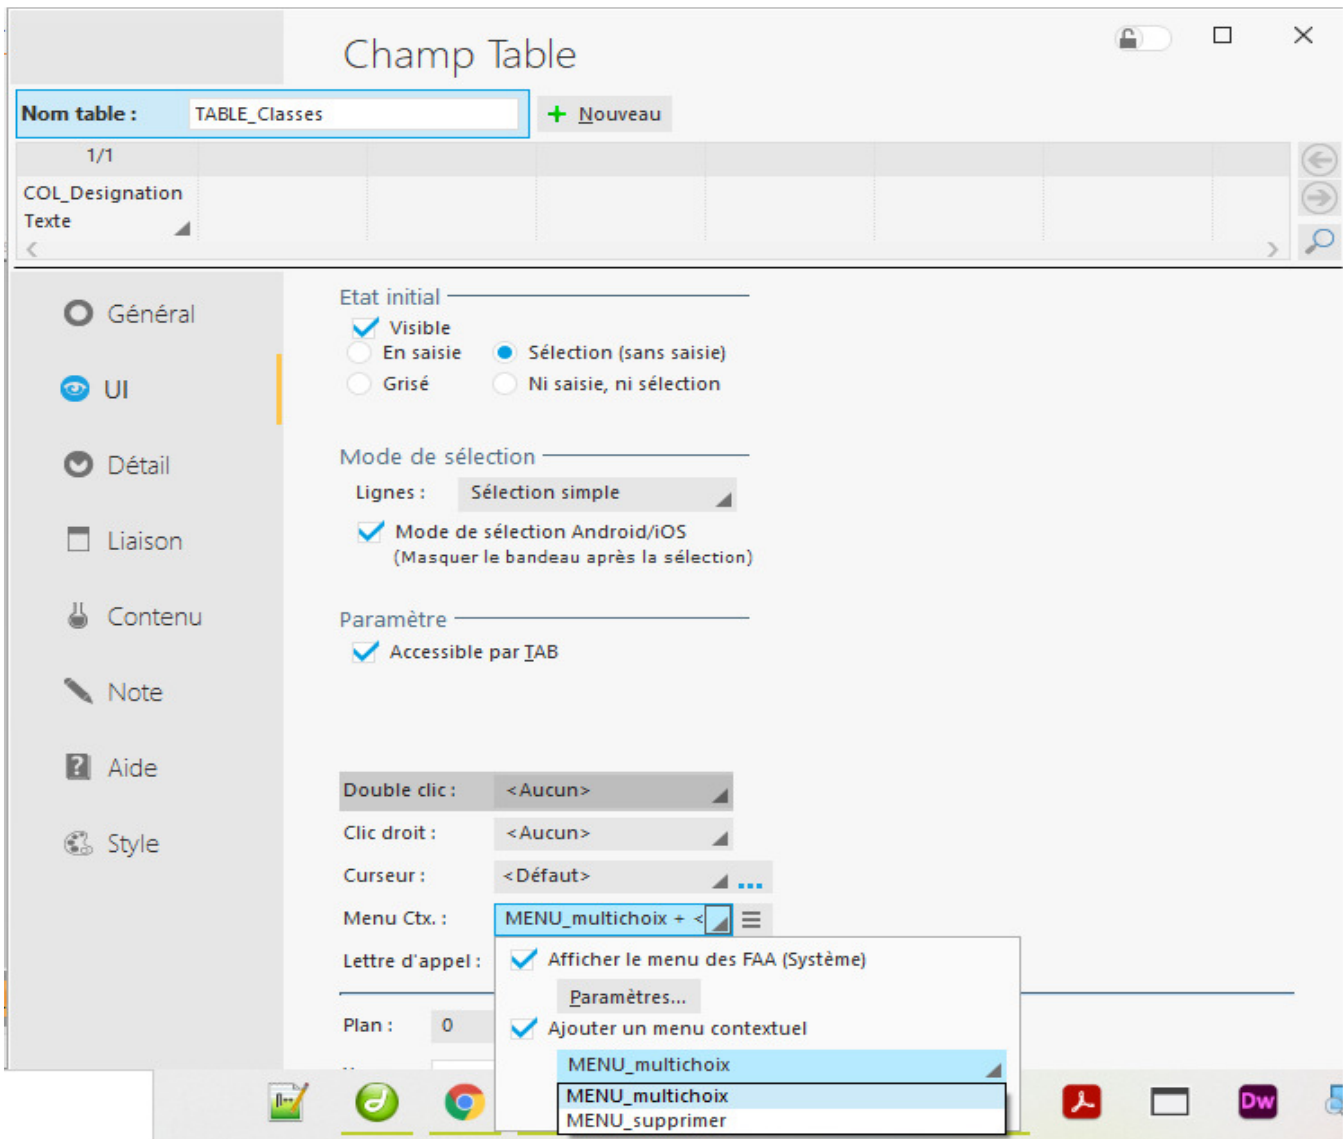 Champ Table
Nom table : TABLE_Classes + Nouveau
1/1
COL_Designation
Texte
Général
UI
Détail
Liaison
Contenu
Note
Aide
Style
Etat initial
Visible
En saisie Sélection (sans saisie)
Grisé Ni saisie, ni sélection
Mode de sélection
Lignes : Sélection simple
Mode de sélection Android/iOS
(Masquer le bandeau après la sélection)
Paramètre
Accessible par TAB
Double clic : <Aucun>
Clic droit : <Aucun>
Curseur : <Défaut> ...
Menu Ctx. : MENU_multichoix + <
Lettre d'appel : Afficher le menu des FAA (Système)
Paramètres...
Plan : 0 Ajouter un menu contextuel
MENU_multichoix
MENU_multichoix
MENU_supprimer
Dw